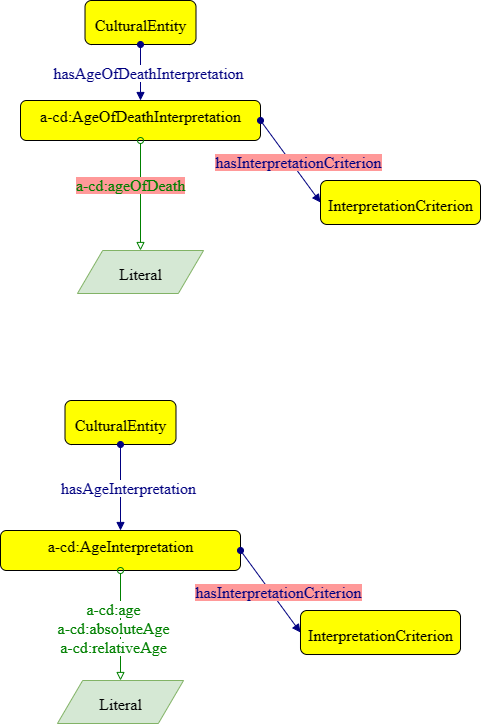 CulturalEntity
hasAgeOfDeathInterpretation
a-cd:AgeOfDeathInterpretation
hasInterpretationCriterion
a-cd:ageOfDeath
InterpretationCriterion
Literal
CulturalEntity
hasAgeInterpretation
a-cd:AgeInterpretation
hasInterpretationCriterion
a-cd:age
a-cd:absoluteAge
a-cd:relativeAge
InterpretationCriterion
Literal